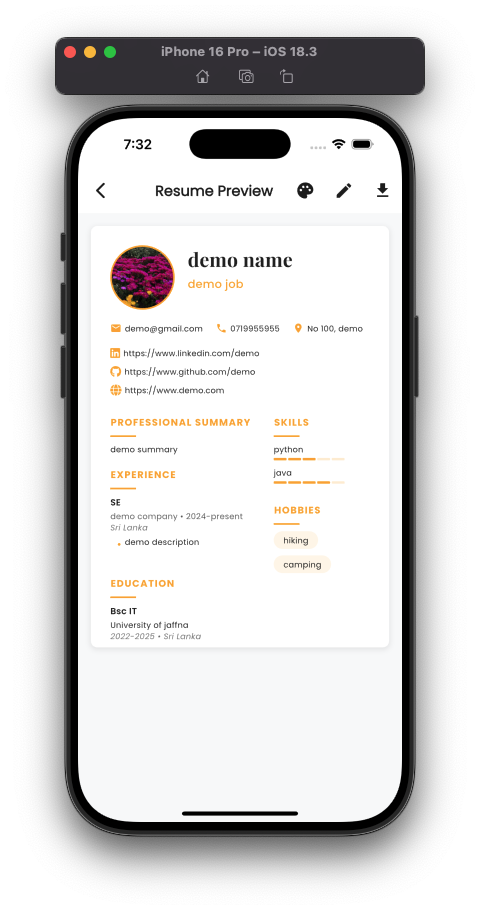 iPhone 16 Pro – iOS 18.3
7:32
Resume Preview
demo name
demo job
demo@gmail.com 0719955955 No 100, demo
https://www.linkedin.com/demo
https://www.github.com/demo
https://www.demo.com
PROFESSIONAL SUMMARY
demo summary
EXPERIENCE
SE
demo company • 2024-present
Sri Lanka
• demo description
EDUCATION
Bsc IT
University of jaffna
2022-2025 • Sri Lanka
SKILLS
python
java
HOBBIES
hiking
camping